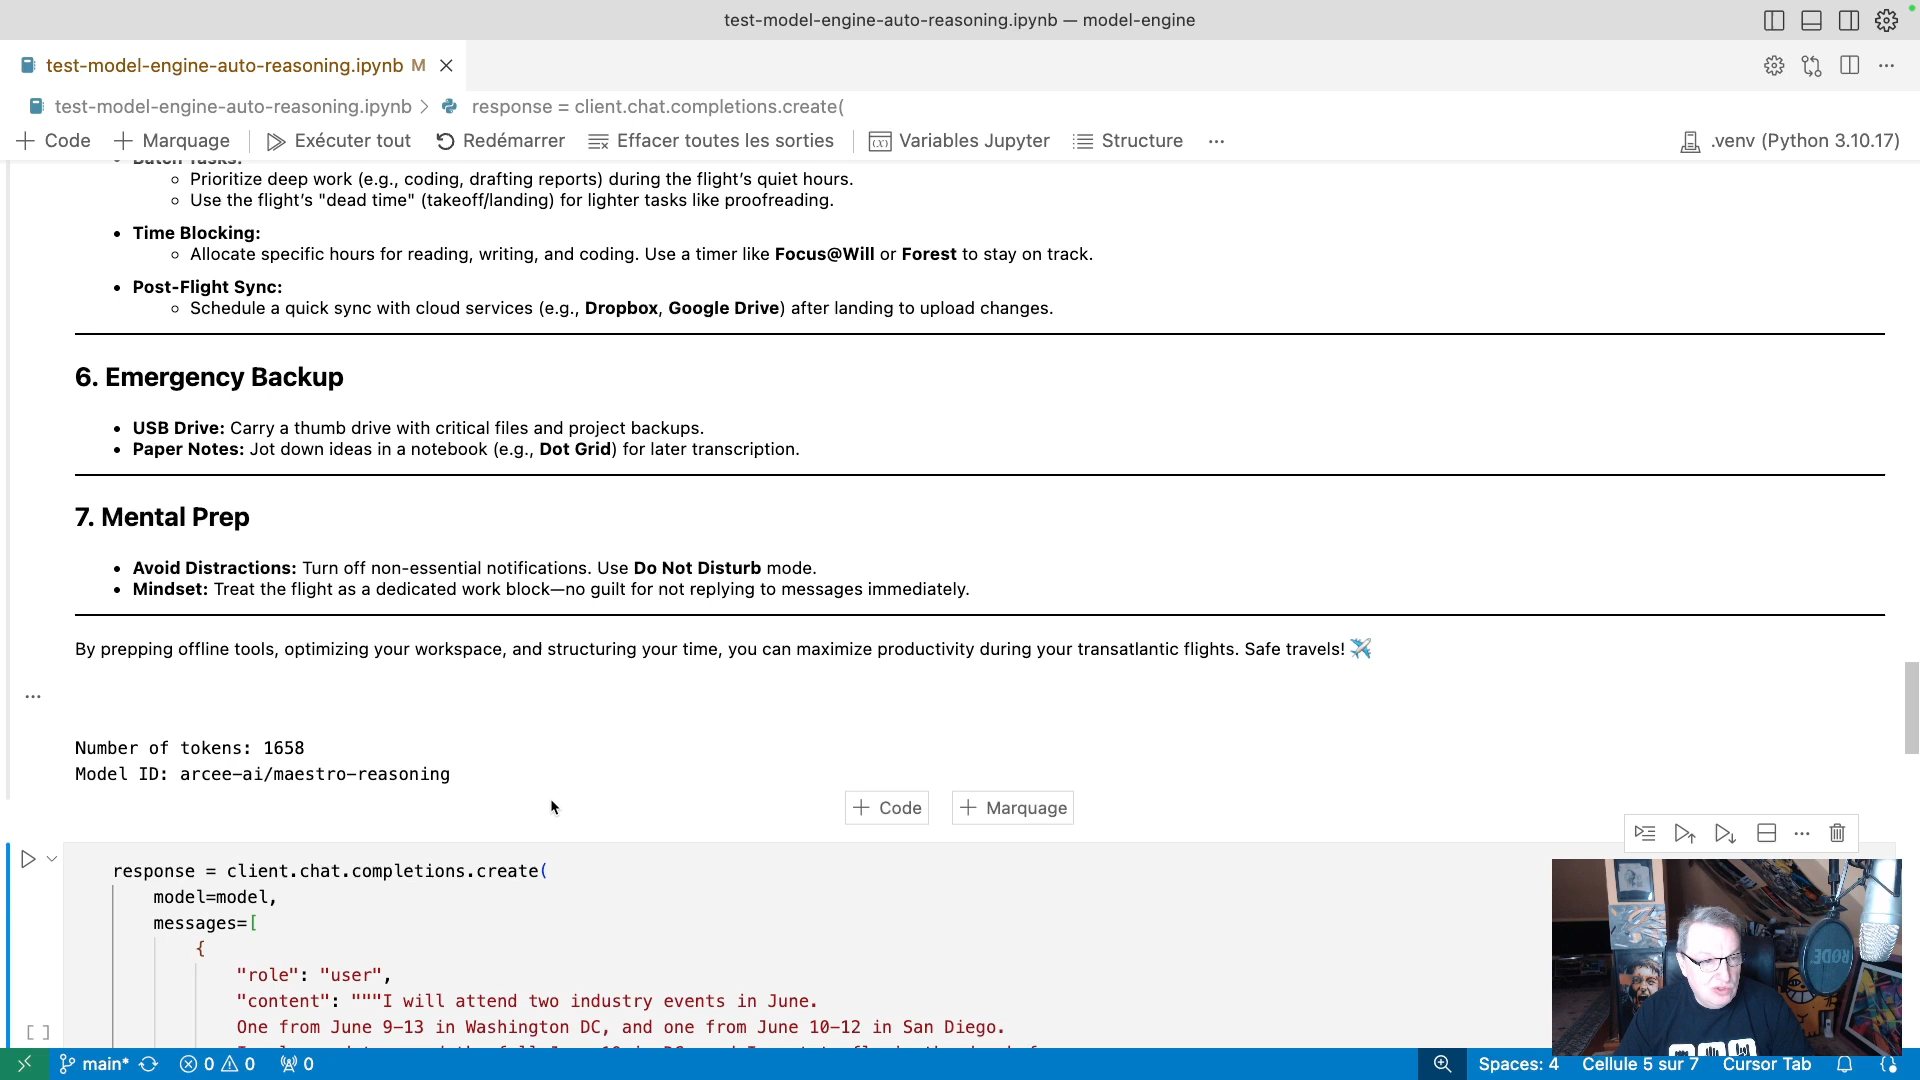 test-model-engine-auto-reasoning.ipynb — model-engine
test-model-engine-auto-reasoning.ipynb M
test-model-engine-auto-reasoning.ipynb > response = client.chat.completions.create(
Code Marquage Exécuter tout Redémarrer Effacer toutes les sorties Variables Jupyter Structure ... .venv (Python 3.10.17)
Batch Tasks:
Prioritize deep work (e.g., coding, drafting reports) during the flight's quiet hours.
Use the flight's "dead time" (takeoff/landing) for lighter tasks like proofreading.
Time Blocking:
Allocate specific hours for reading, writing, and coding. Use a timer like Focus@Will or Forest to stay on track.
Post-Flight Sync:
Schedule a quick sync with cloud services (e.g., Dropbox, Google Drive) after landing to upload changes.
6. Emergency Backup
USB Drive: Carry a thumb drive with critical files and project backups.
Paper Notes: Jot down ideas in a notebook (e.g., Dot Grid) for later transcription.
7. Mental Prep
Avoid Distractions: Turn off non-essential notifications. Use Do Not Disturb mode.
Mindset: Treat the flight as a dedicated work block—no guilt for not replying to messages immediately.
By prepping offline tools, optimizing your workspace, and structuring your time, you can maximize productivity during your transatlantic flights. Safe travels! ✈️
...
Number of tokens: 1658
Model ID: arcee-ai/maestro-reasoning
Code Marquage
response = client.chat.completions.create(
model=model,
messages=[
{
"role": "user",
"content": """I will attend two industry events in June.
One from June 9-13 in Washington DC, and one from June 10-12 in San Diego.
[ ]
RODE
main* 0 0 0 Spaces: 4 Cellule 5 sur 7 Cursor Tab